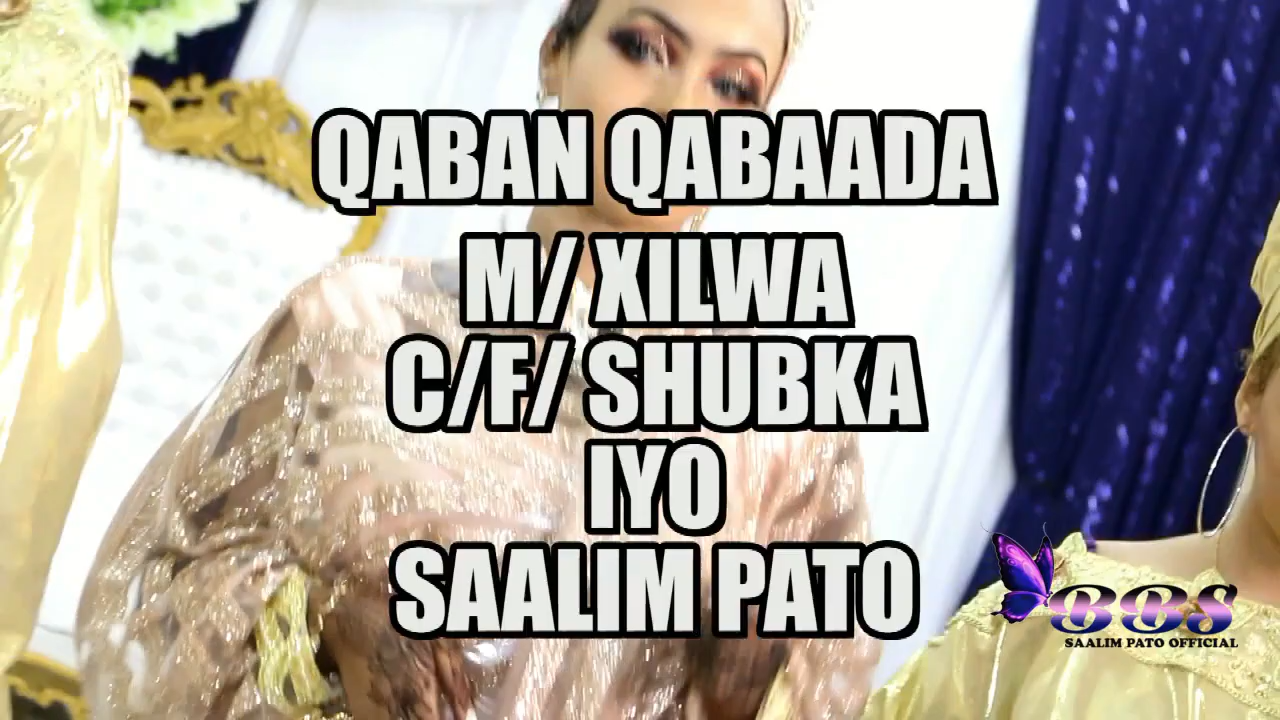 QABAN QABAADA
M/ XILWA
C/F/ SHUBKA
IYO
SAALIM PATO
BBS
SAALIM PATO OFFICIAL